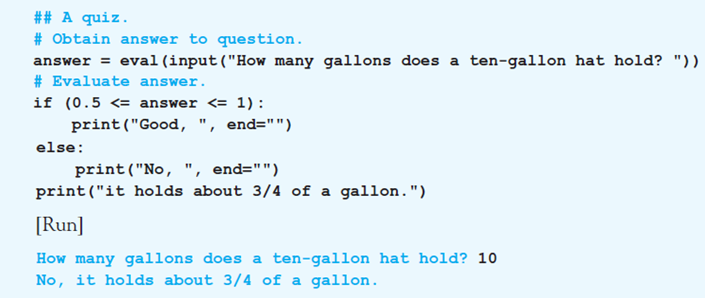 ## A quiz.
# Obtain answer to question.
answer = eval(input("How many gallons does a ten-gallon hat hold? "))
# Evaluate answer.
if (0.5 <= answer <= 1):
    print("Good, ", end="")
else:
    print("No, ", end="")
print("it holds about 3/4 of a gallon.")
[Run]
How many gallons does a ten-gallon hat hold? 10
No, it holds about 3/4 of a gallon.